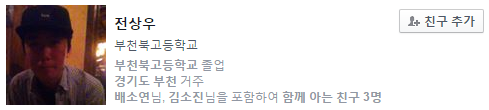 전상우
친구 추가
부천북고등학교
부천북고등학교 졸업
경기도 부천 거주
배소연님, 김소진님을 포함하여 함께 아는 친구 3명